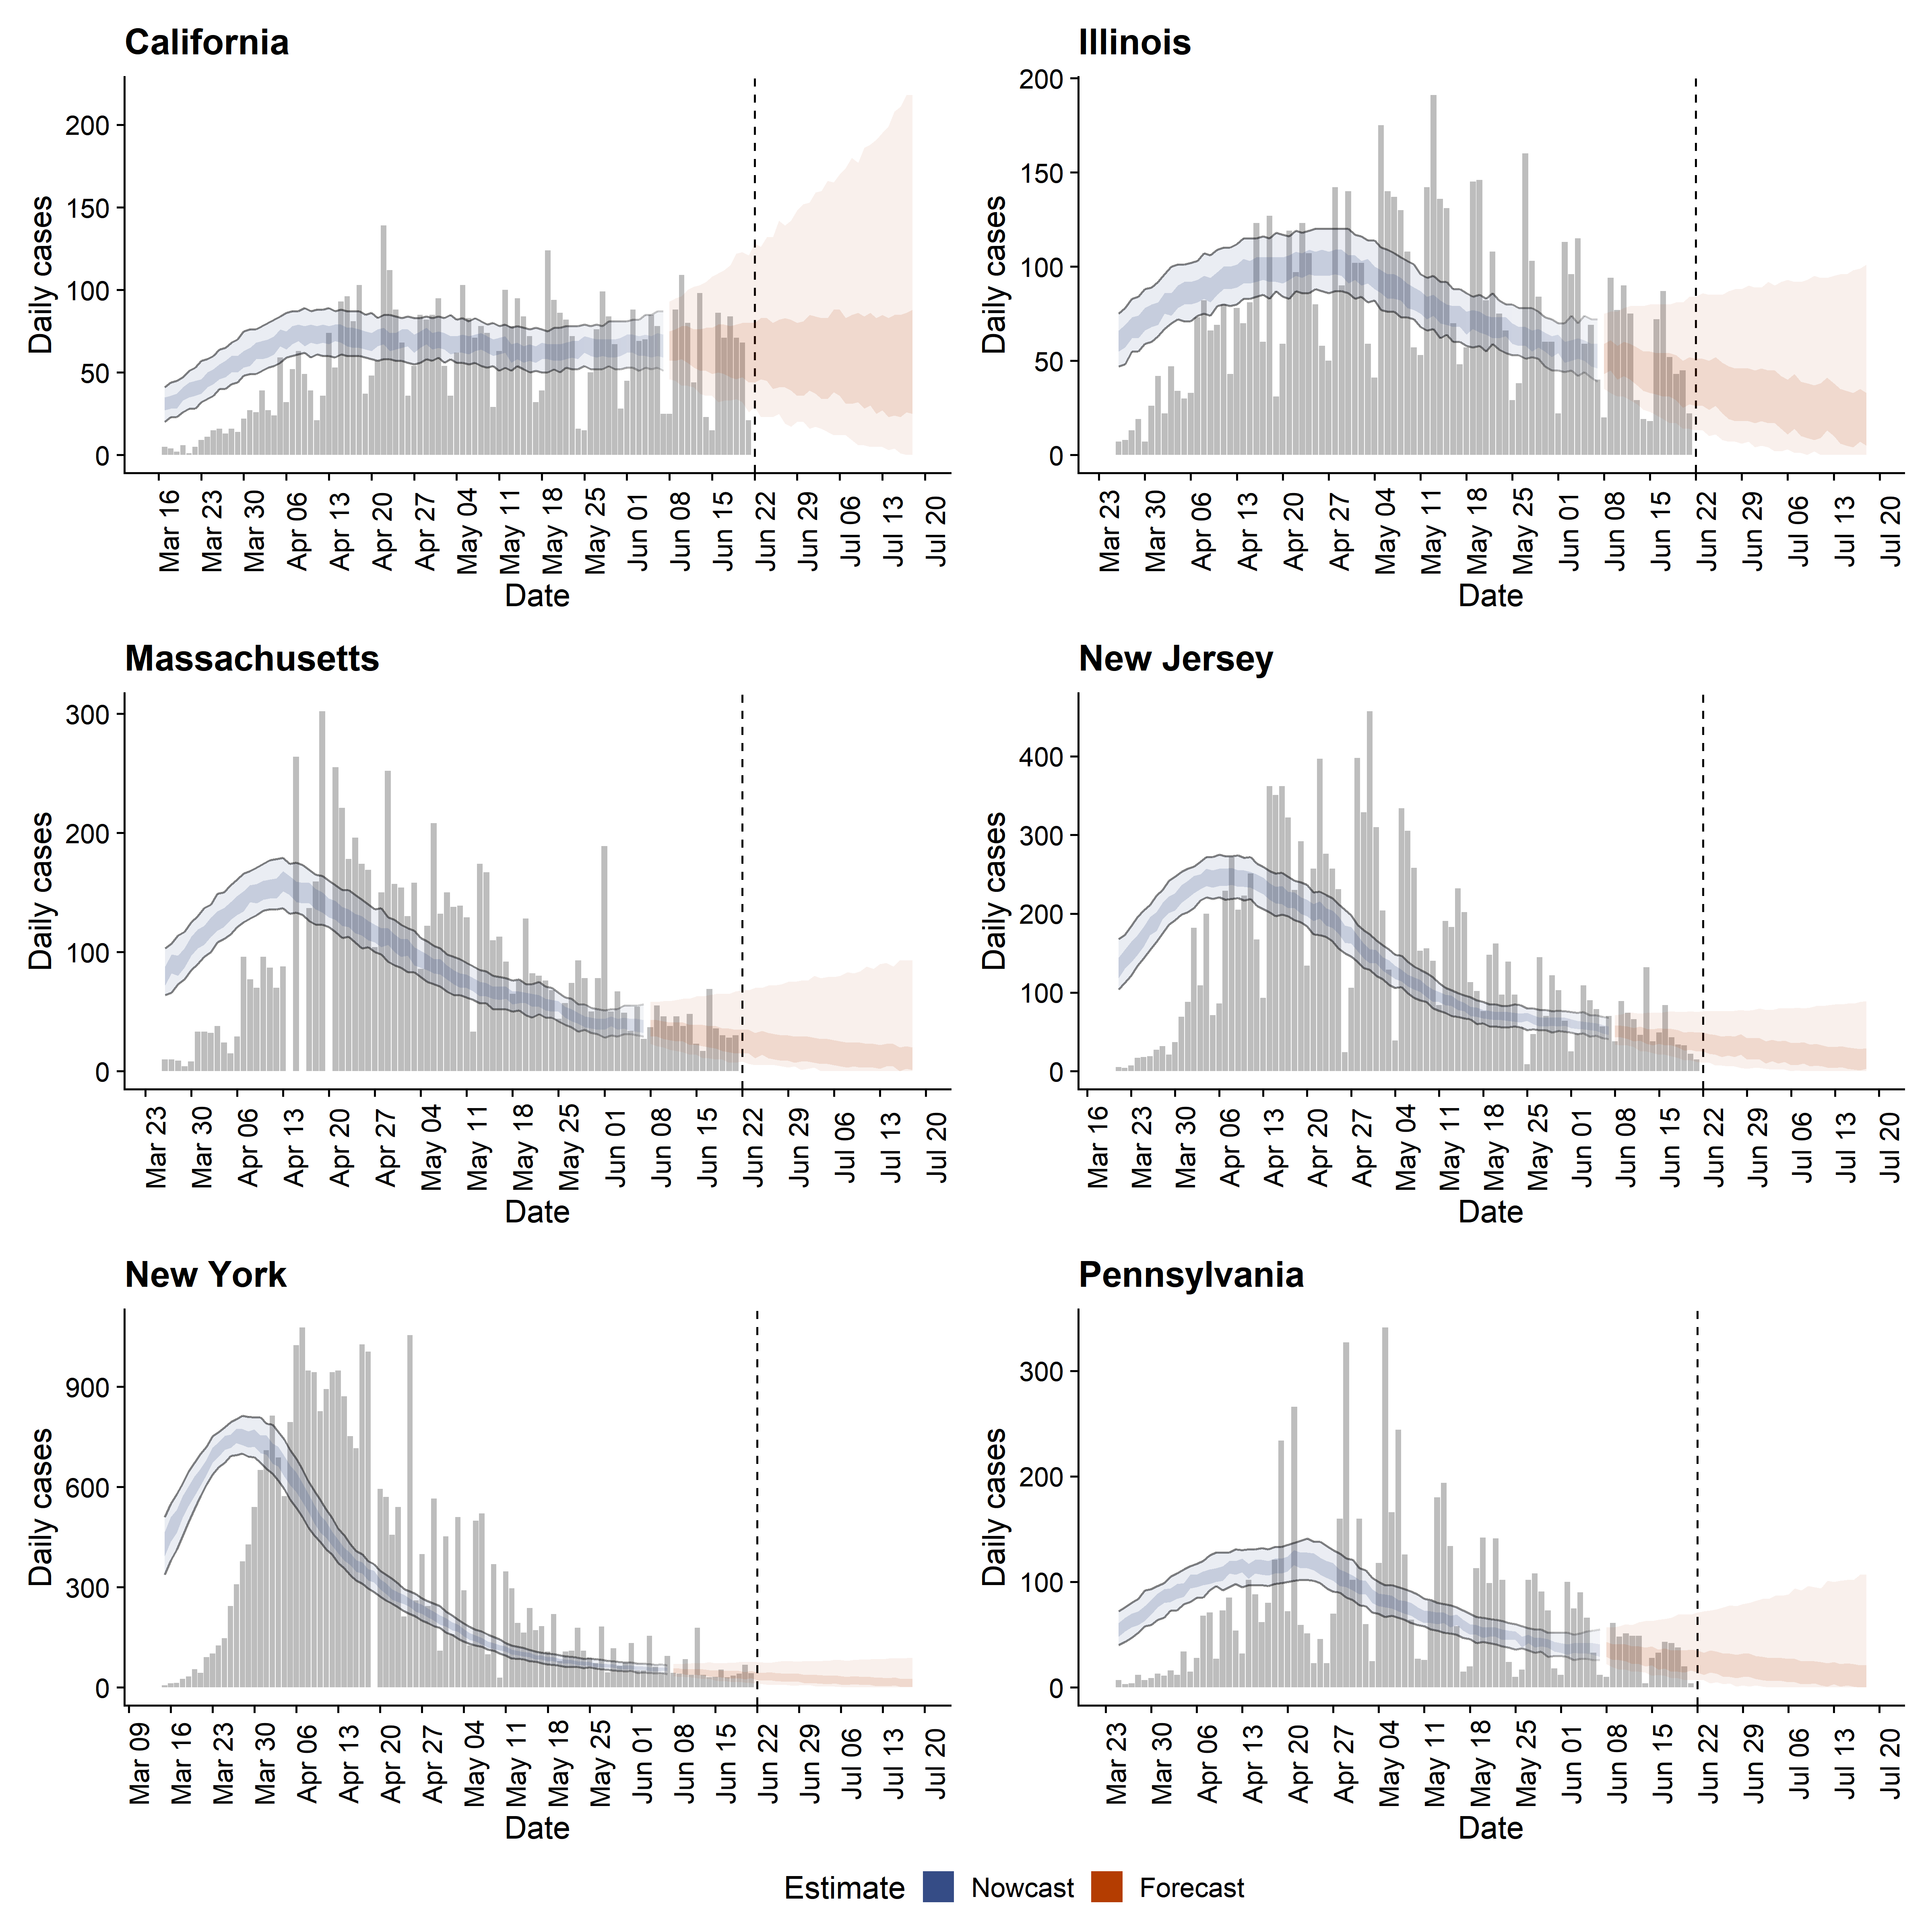 California
Daily cases
200
150
100
50
0
Mar 16 Mar 23 Mar 30 Apr 06 Apr 13 Apr 20 Apr 27 May 04 May 11 May 18 May 25 Jun 01 Jun 08 Jun 15 Jun 22 Jun 29 Jul 06 Jul 13 Jul 20
Date
Illinois
Daily cases
200
150
100
50
0
Mar 23 Mar 30 Apr 06 Apr 13 Apr 20 Apr 27 May 04 May 11 May 18 May 25 Jun 01 Jun 08 Jun 15 Jun 22 Jun 29 Jul 06 Jul 13 Jul 20
Date
Massachusetts
Daily cases
300
200
100
0
Mar 23 Mar 30 Apr 06 Apr 13 Apr 20 Apr 27 May 04 May 11 May 18 May 25 Jun 01 Jun 08 Jun 15 Jun 22 Jun 29 Jul 06 Jul 13 Jul 20
Date
New Jersey
Daily cases
400
300
200
100
0
Mar 16 Mar 23 Mar 30 Apr 06 Apr 13 Apr 20 Apr 27 May 04 May 11 May 18 May 25 Jun 01 Jun 08 Jun 15 Jun 22 Jun 29 Jul 06 Jul 13 Jul 20
Date
New York
Daily cases
900
600
300
0
Mar 09 Mar 16 Mar 23 Mar 30 Apr 06 Apr 13 Apr 20 Apr 27 May 04 May 11 May 18 May 25 Jun 01 Jun 08 Jun 15 Jun 22 Jun 29 Jul 06 Jul 13 Jul 20
Date
Pennsylvania
Daily cases
300
200
100
0
Mar 23 Mar 30 Apr 06 Apr 13 Apr 20 Apr 27 May 04 May 11 May 18 May 25 Jun 01 Jun 08 Jun 15 Jun 22 Jun 29 Jul 06 Jul 13 Jul 20
Date
Estimate Nowcast Forecast